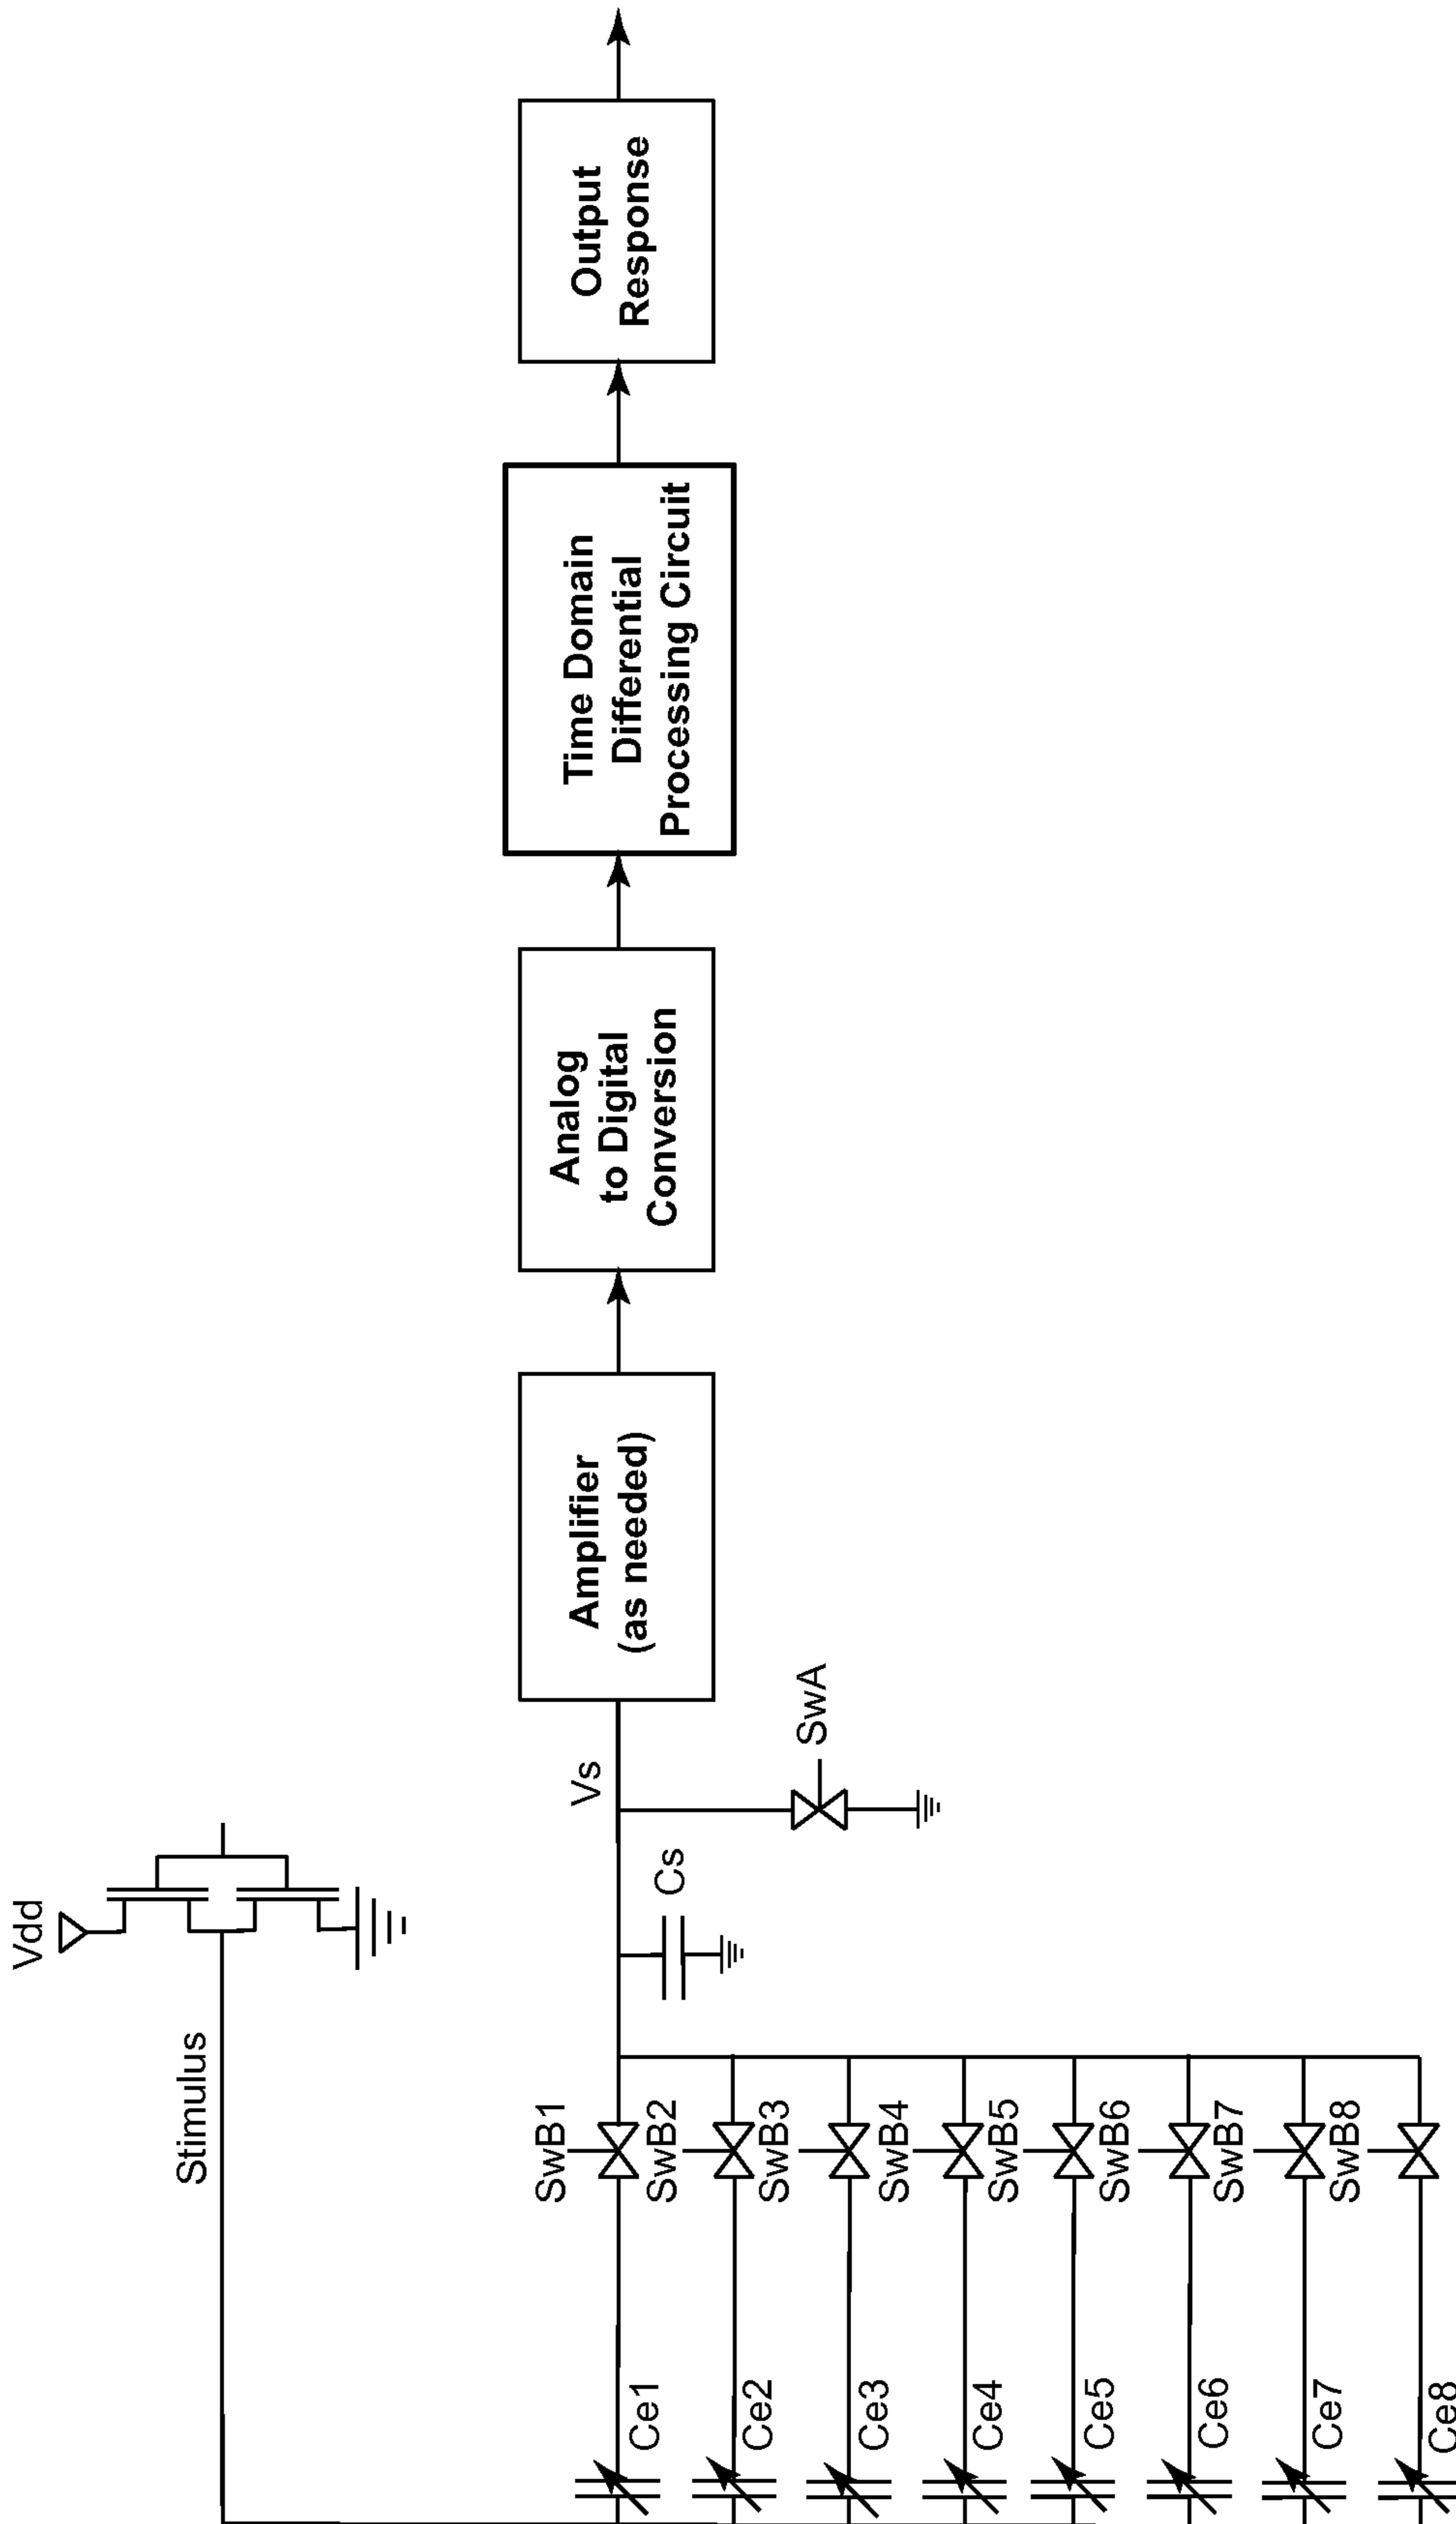 Vdd
Stimulus
SwB1
SwB2
SwB3
SwB4
SwB5
SwB6
SwB7
SwB8
Ce1
Ce2
Ce3
Ce4
Ce5
Ce6
Ce7
Ce8
Cs
Vs
SwA
Amplifier
(as needed)
Analog
to Digital
Conversion
Time Domain
Differential
Processing Circuit
Output
Response